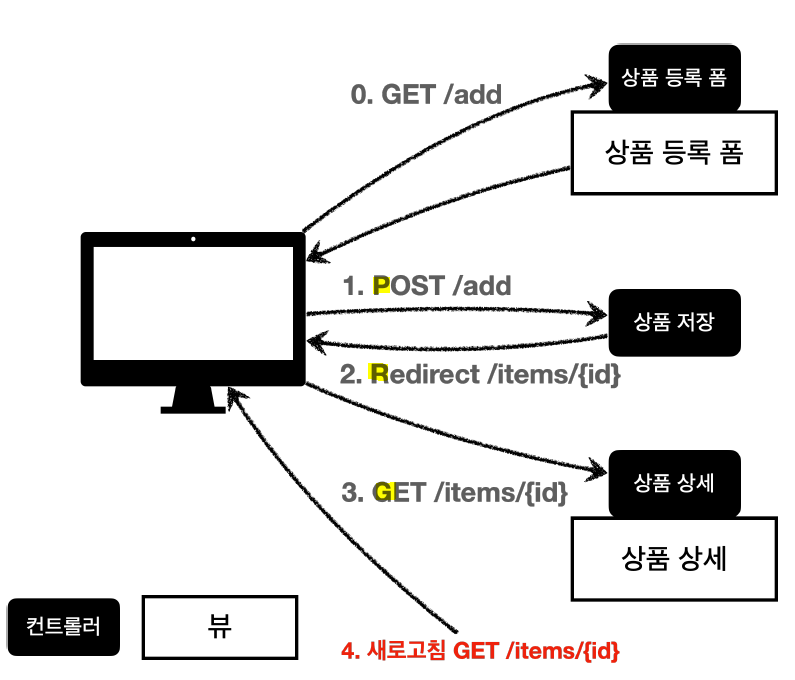 0. GET /add
상품 등록 폼
상품 등록 폼
1. POST /add
상품 저장
2. Redirect /items/{id}
3. GET /items/{id}
상품 상세
상품 상세
컨트롤러
뷰
4. 새로고침 GET /items/{id}